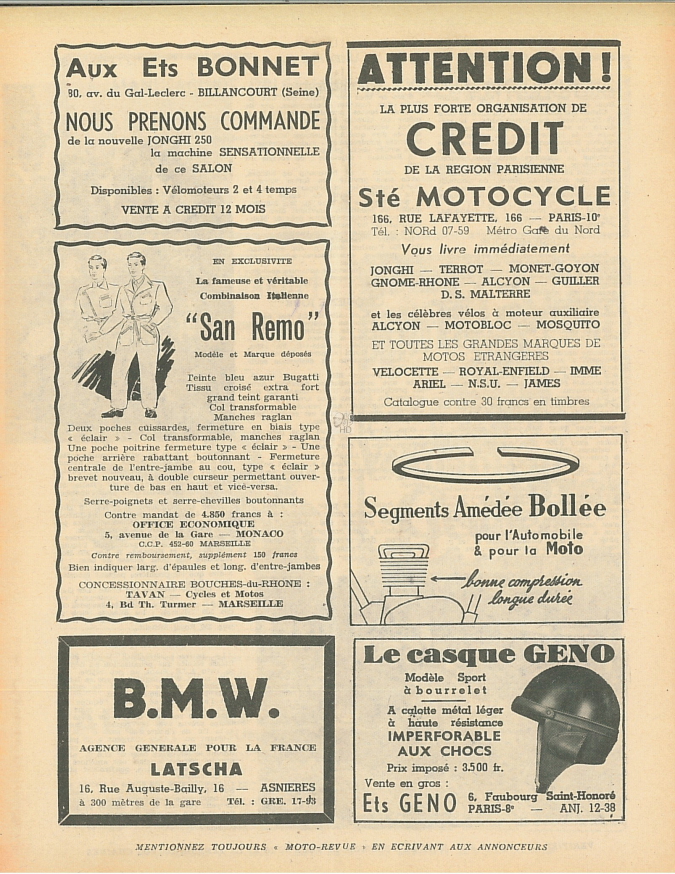 Aux Ets BONNET
90, av. du Gal-Leclerc - BILLANCOURT (Seine)
NOUS PRENONS COMMANDE
de la nouvelle JONGHI 250
la machine SENSATIONNELLE
de ce SALON
Disponibles : Vélomoteurs 2 et 4 temps
VENTE A CREDIT 12 MOIS
EN EXCLUSIVITE
La fameuse et véritable
Combinaison Italienne
"San Remo"
Modèle et Marque déposés
Teinte bleu azur Bugatti
Tissu croisé extra fort
grand teint garanti
Col transformable
Manches raglan
Deux poches cuissardes, fermeture en biais type
« éclair » - Col transformable, manches raglan
Une poche poitrine fermeture type « éclair » - Une
poche arrière rabattant boutonnant - Fermeture
centrale de l'entre-jambe au cou, type « éclair »
brevet nouveau, à double curseur permettant ouver-
ture de bas en haut et vicé-versa.
Serre-poignets et serre-chevilles boutonnants
Contre mandat de 4.850 francs à :
OFFICE ECONOMIQUE
5, avenue de la Gare — MONACO
C.C.P. 452-60 MARSEILLE
Contre remboursement, supplément 150 francs
Bien indiquer larg. d'épaules et long. d'entre-jambes
CONCESSIONNAIRE BOUCHES-du-RHONE :
TAVAN — Cycles et Motos
4, Bd Th. Turner — MARSEILLE
B.M.W.
AGENCE GENERALE POUR LA FRANCE
LATSCHA
16, Rue Auguste-Bailly, 16 — ASNIERES
à 300 mètres de la gare Tél. : GRE. 17-93
ATTENTION !
LA PLUS FORTE ORGANISATION DE
CREDIT
DE LA REGION PARISIENNE
Sté MOTOCYCLE
166, RUE LAFAYETTE, 166 — PARIS-10e
Tél. : NORd 07-59 Métro Gare du Nord
Vous livre immédiatement
JONGHI — TERROT — MONET-GOYON
GNOME-RHONE — ALCYON — GUILLER
D. S. MALTERRE
et les célèbres vélos à moteur auxiliaire
ALCYON — MOTOBLOC — MOSQUITO
ET TOUTES LES GRANDES MARQUES DE
MOTOS ETRANGERES
VELOCETTE — ROYAL-ENFIELD — IMME
ARIEL — N.S.U. — JAMES
Catalogue contre 30 francs en timbres
HD
Segments Amédée Bollée
pour l'Automobile
& pour la Moto
bonne compression
longue durée
Le casque GENO
Modèle Sport
à bourrelet
A calotte métal léger
à haute résistance
IMPERFORABLE
AUX CHOCS
Prix imposé : 3.500 fr.
Vente en gros :
Ets GENO 6, Faubourg Saint-Honoré
PARIS-8e — ANJ. 12-38
MENTIONNEZ TOUJOURS « MOTO-REVUE » EN ECRIVANT AUX ANNONCEURS